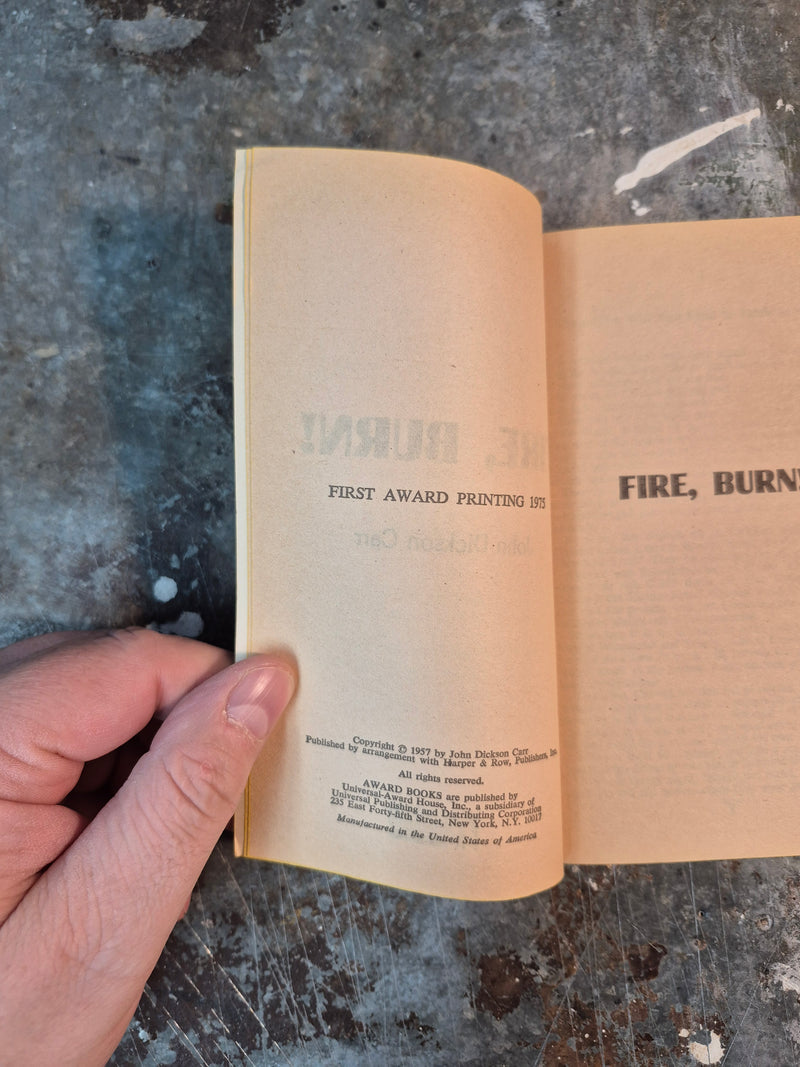 FIRST AWARD PRINTING 1975
Copyright © 1957 by John Dickson Carr
Published by arrangement with Harper & Row, Publishers, Inc.
All rights reserved.
AWARD BOOKS are published by
Universal-Award House, Inc., a subsidiary of
Universal Publishing and Distributing Corporation
235 East Forty-fifth Street, New York, N.Y. 10017
Manufactured in the United States of America
FIRE, BURN!